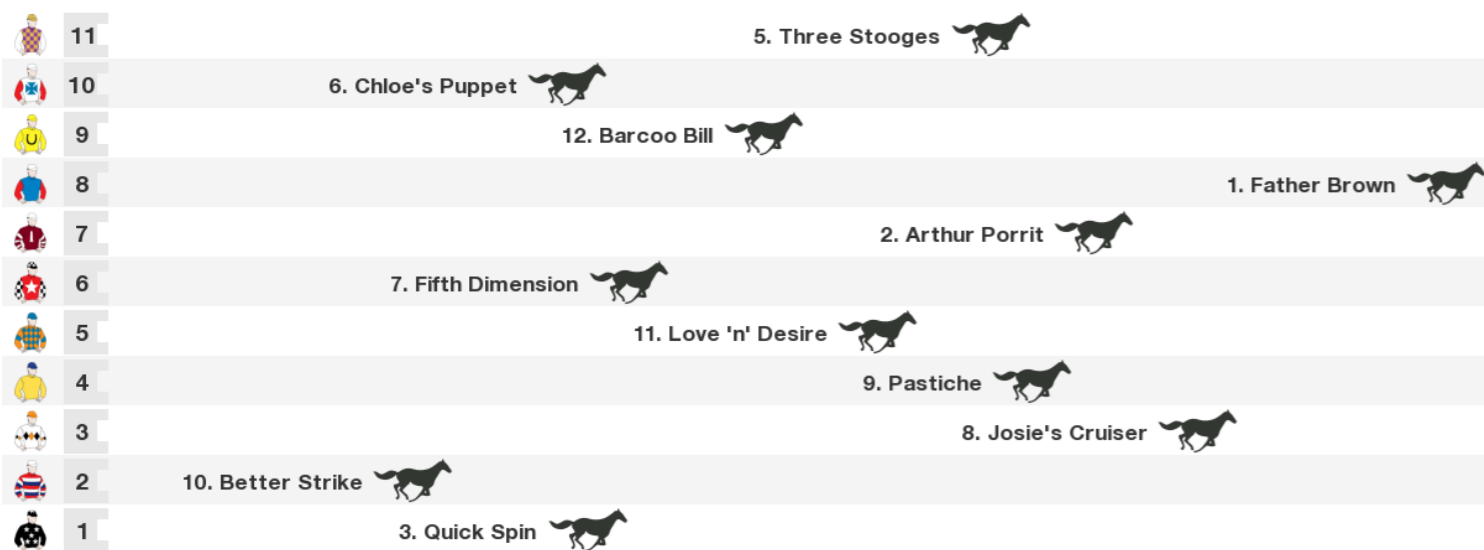 11 5. Three Stooges
10 6. Chloe's Puppet
9 12. Barcoo Bill
8 1. Father Brown
7 2. Arthur Porrit
6 7. Fifth Dimension
5 11. Love 'n' Desire
4 9. Pastiche
3 8. Josie's Cruiser
2 10. Better Strike
1 3. Quick Spin